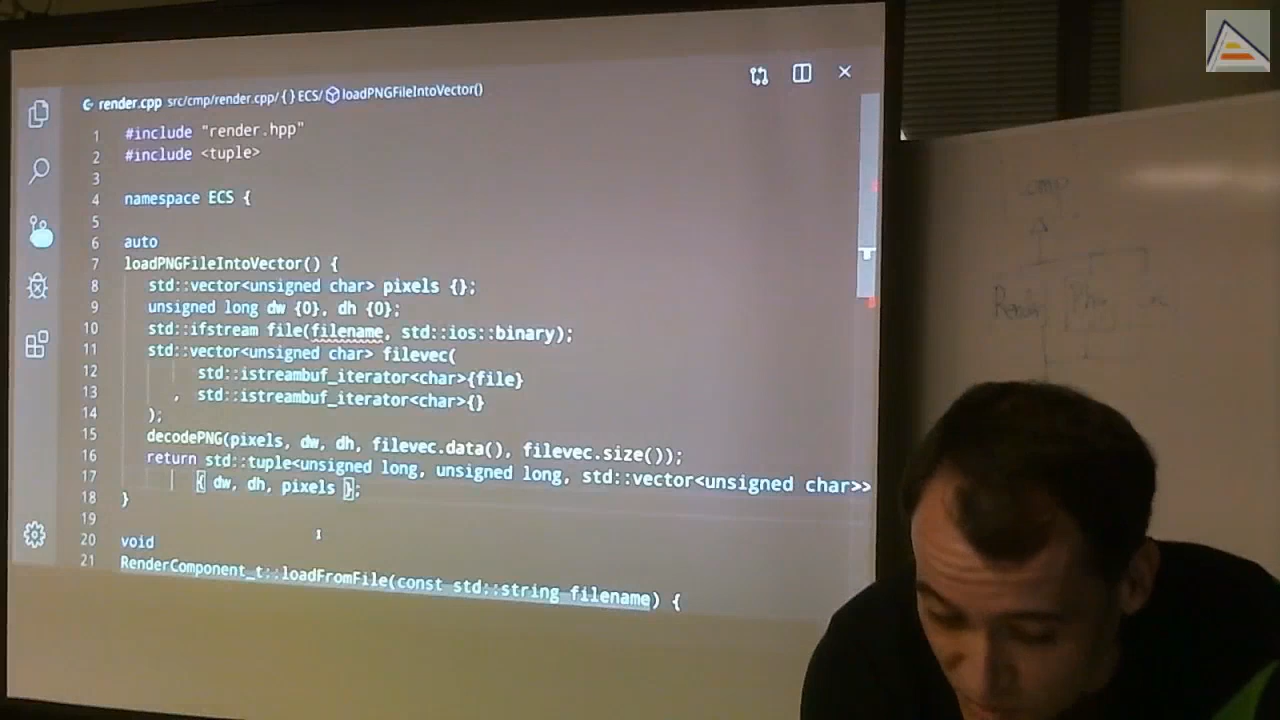 render.cpp src/cmp/render.cpp/ { } ECS/ loadPNGFileIntoVector()
1 #include "render.hpp"
2 #include <tuple>
3
4 namespace ECS {
5
6 auto
7 loadPNGFileIntoVector() {
8 std::vector<unsigned char> pixels {};
9 unsigned long dw {0}, dh {0};
10 std::ifstream file(filename, std::ios::binary);
11 std::vector<unsigned char> filevec(
12 std::istreambuf_iterator<char>{file}
13 , std::istreambuf_iterator<char>{}
14 );
15 decodePNG(pixels, dw, dh, filevec.data(), filevec.size());
16 return std::tuple<unsigned long, unsigned long, std::vector<unsigned char>>
17 { dw, dh, pixels };
18 }
19
20 void
21 RenderComponent_t::loadFromFile(const std::string filename) {
cmp
Render